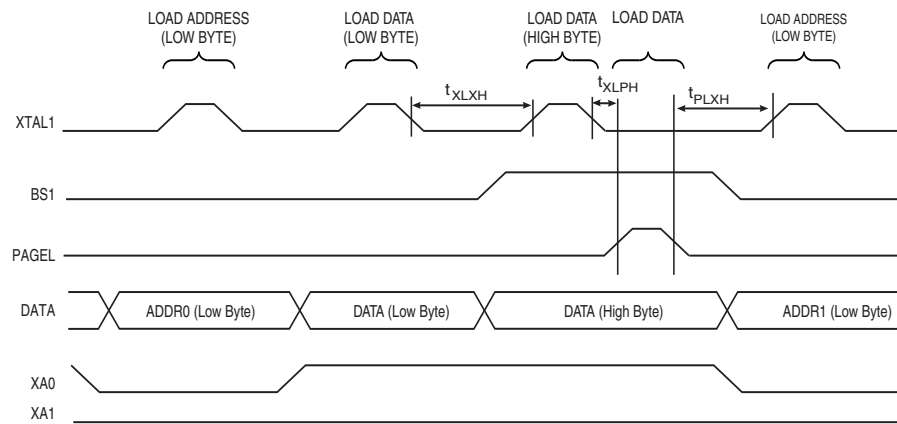 LOAD ADDRESS
(LOW BYTE)
LOAD DATA
(LOW BYTE)
LOAD DATA
(HIGH BYTE)
LOAD DATA
LOAD ADDRESS
(LOW BYTE)
tXLXH
tXLPH
tPLXH
XTAL1
BS1
PAGEL
DATA
ADDR0 (Low Byte)
DATA (Low Byte)
DATA (High Byte)
ADDR1 (Low Byte)
XA0
XA1